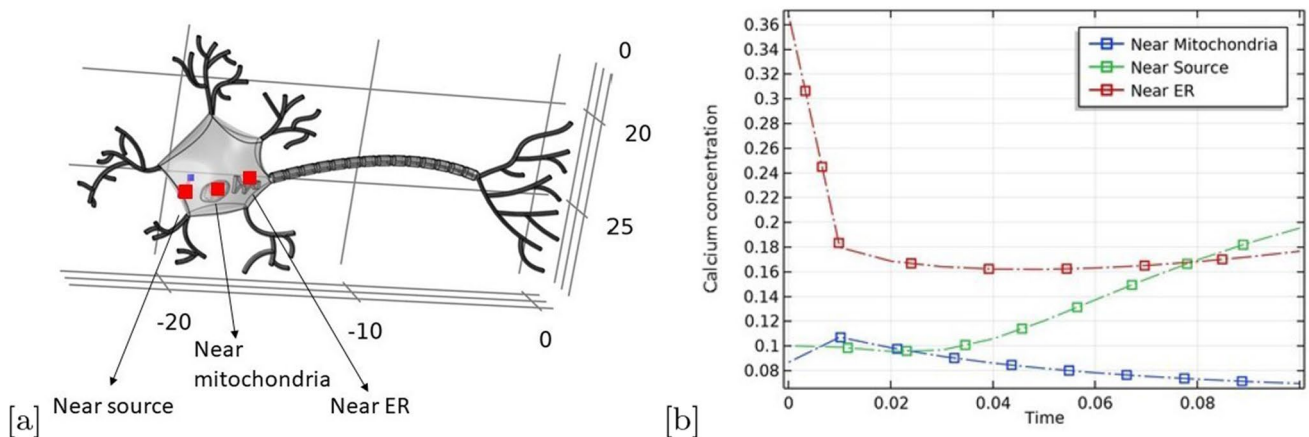 0
20
25
-20
-10
0
Near
mitochondria
Near source
Near ER
[a]
0.36
0.34
0.32
0.3
0.28
0.26
0.24
0.22
0.2
0.18
0.16
0.14
0.12
0.1
0.08
Calcium concentration
Near Mitochondria
Near Source
Near ER
0
0.02
0.04
0.06
0.08
Time
[b]